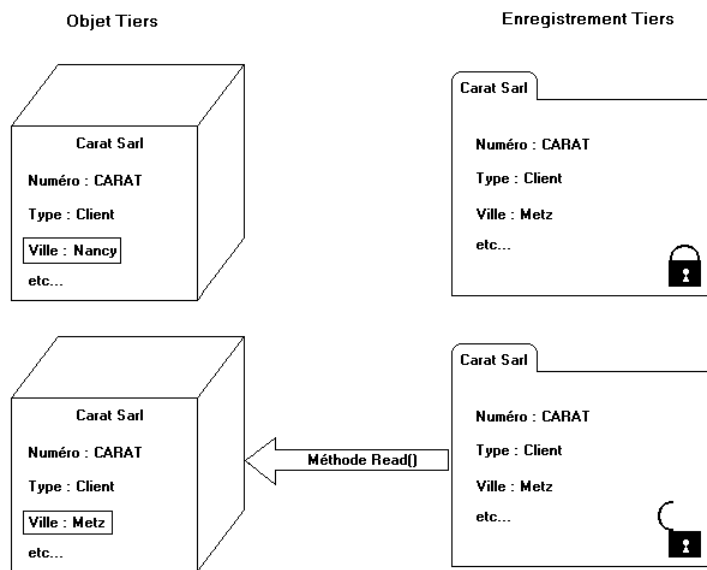 Objet Tiers
Enregistrement Tiers
Carat Sarl
Numéro : CARAT
Type : Client
Ville : Nancy
etc...
Carat Sarl
Numéro : CARAT
Type : Client
Ville : Metz
etc...
Carat Sarl
Numéro : CARAT
Type : Client
Ville : Metz
etc...
Méthode Read()
Carat Sarl
Numéro : CARAT
Type : Client
Ville : Metz
etc...